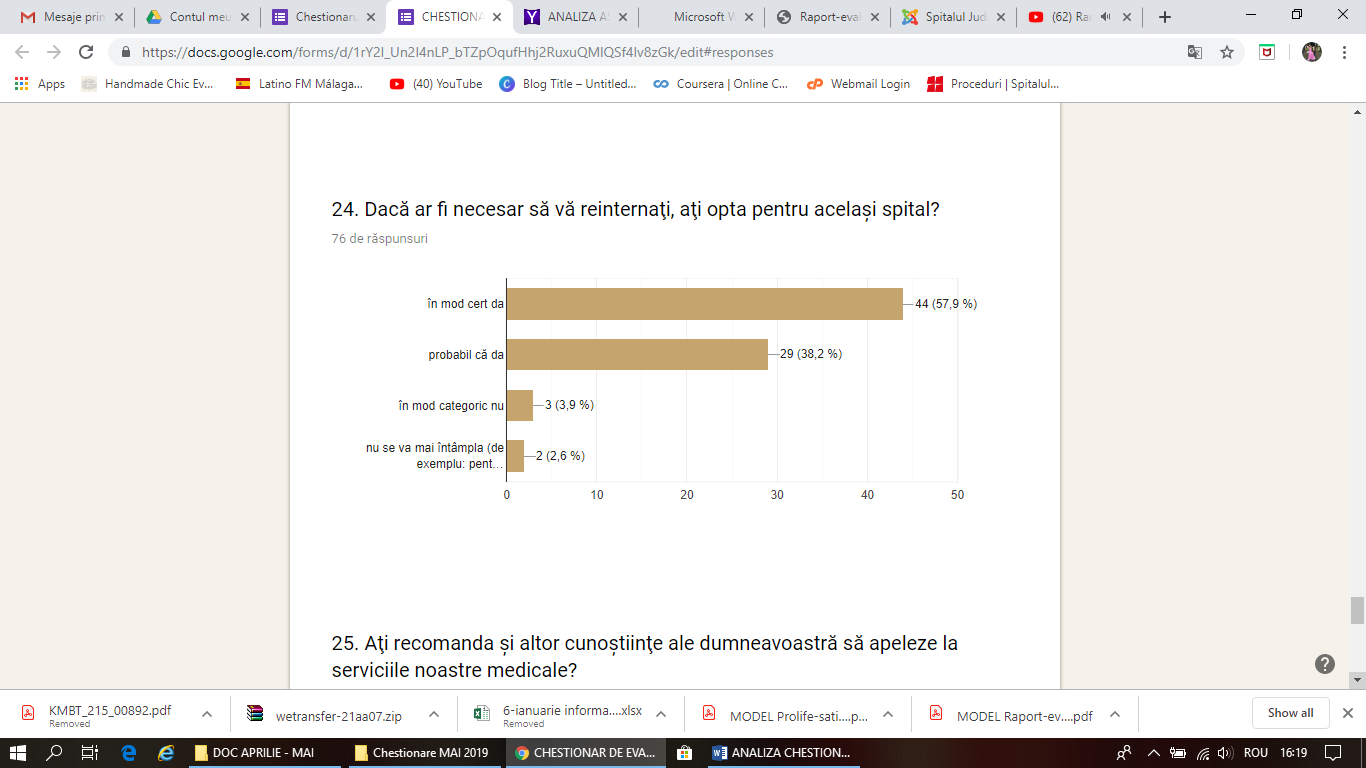 Mesaje prin
Contul meu
Chestionaru
CHESTIONA
ANALIZA A
Microsoft W
Raport-eval
Spitalul Jud
(62) Ra
https://docs.google.com/forms/d/
/edit#responses
Apps
Handmade Chic Ev...
Latino FM Málaga...
(40) YouTube
Blog Title – Untitled...
Coursera | Online C...
Webmail Login
Proceduri | Spitalul...
24. Dacă ar fi necesar să vă reinternaţi, aţi opta pentru același spital?
76 de răspunsuri
în mod cert da
44 (57,9 %)
probabil că da
29 (38,2 %)
în mod categoric nu
3 (3,9 %)
nu se va mai întâmpla (de
exemplu: pent...
2 (2,6 %)
0 10 20 30 40 50
25. Aţi recomanda și altor cunoștiinţe ale dumneavoastră să apeleze la
serviciile noastre medicale?
KMBT_215_00892.pdf
Removed
wetransfer-21aa07.zip
6-ianuarie informa....xlsx
Removed
MODEL Prolife-sati....p...
MODEL Raport-ev....pdf
Show all
DOC APRILIE - MAI
Chestionare MAI 2019
CHESTIONAR DE EVA...
ANALIZA CHESTION...
ROU
16:19